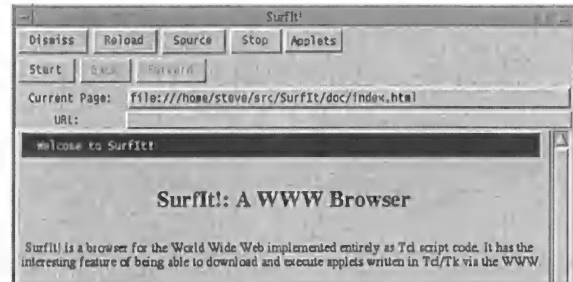 SurfIt!
Dismiss Reload Source Stop Applets
Start Back Forward
Current Page: file:///home/steve/src/SurfIt/doc/index.html
URL:
Welcome to SurfIt!
SurfIt!: A WWW Browser
SurfIt! is a browser for the World Wide Web implemented entirely as Tcl script code. It has the
interesting feature of being able to download and execute applets written in Tcl/Tk via the WWW.